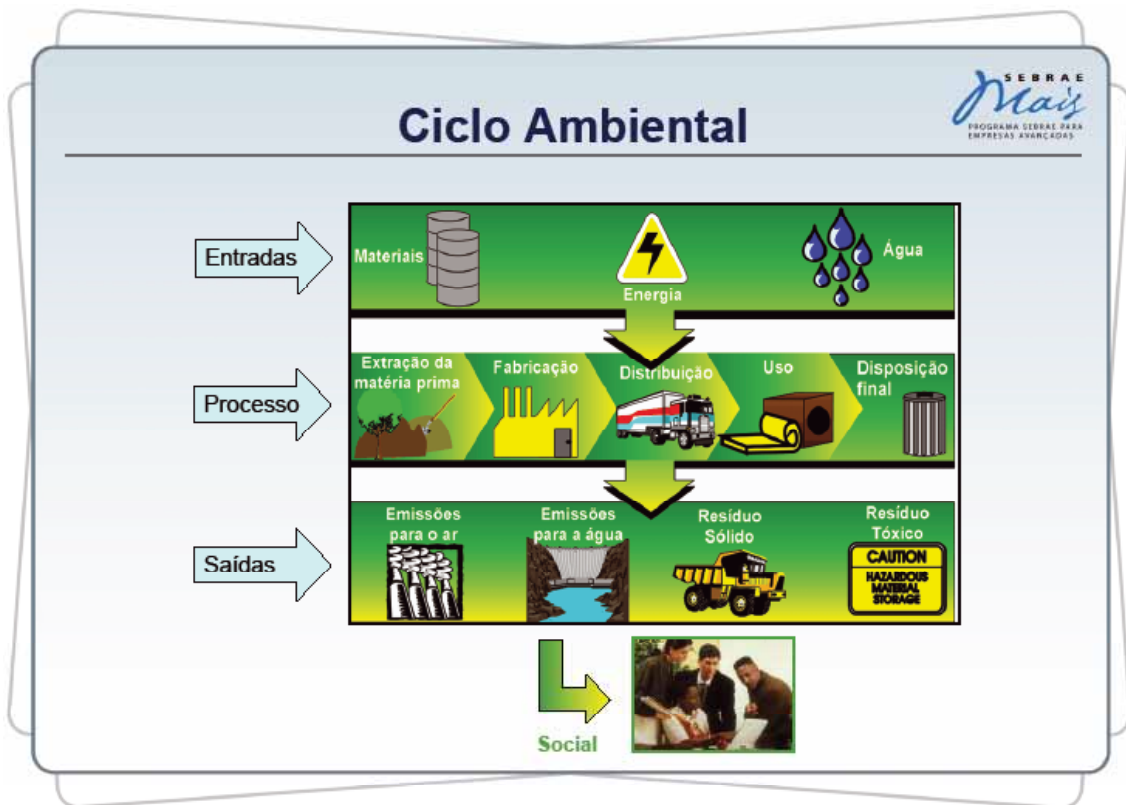 SEBRAE
Mais
PROGRAMA SEBRAE PARA
EMPRESAS AVANÇADAS
Ciclo Ambiental
Entradas
Materiais
Energia
Água
Processo
Extração da
matéria prima
Fabricação
Distribuição
Uso
Disposição
final
Saídas
Emissões
para o ar
Emissões
para a água
Resíduo
Sólido
Resíduo
Tóxico
CAUTION
HAZARDOUS
MATERIAL
STORAGE
Social